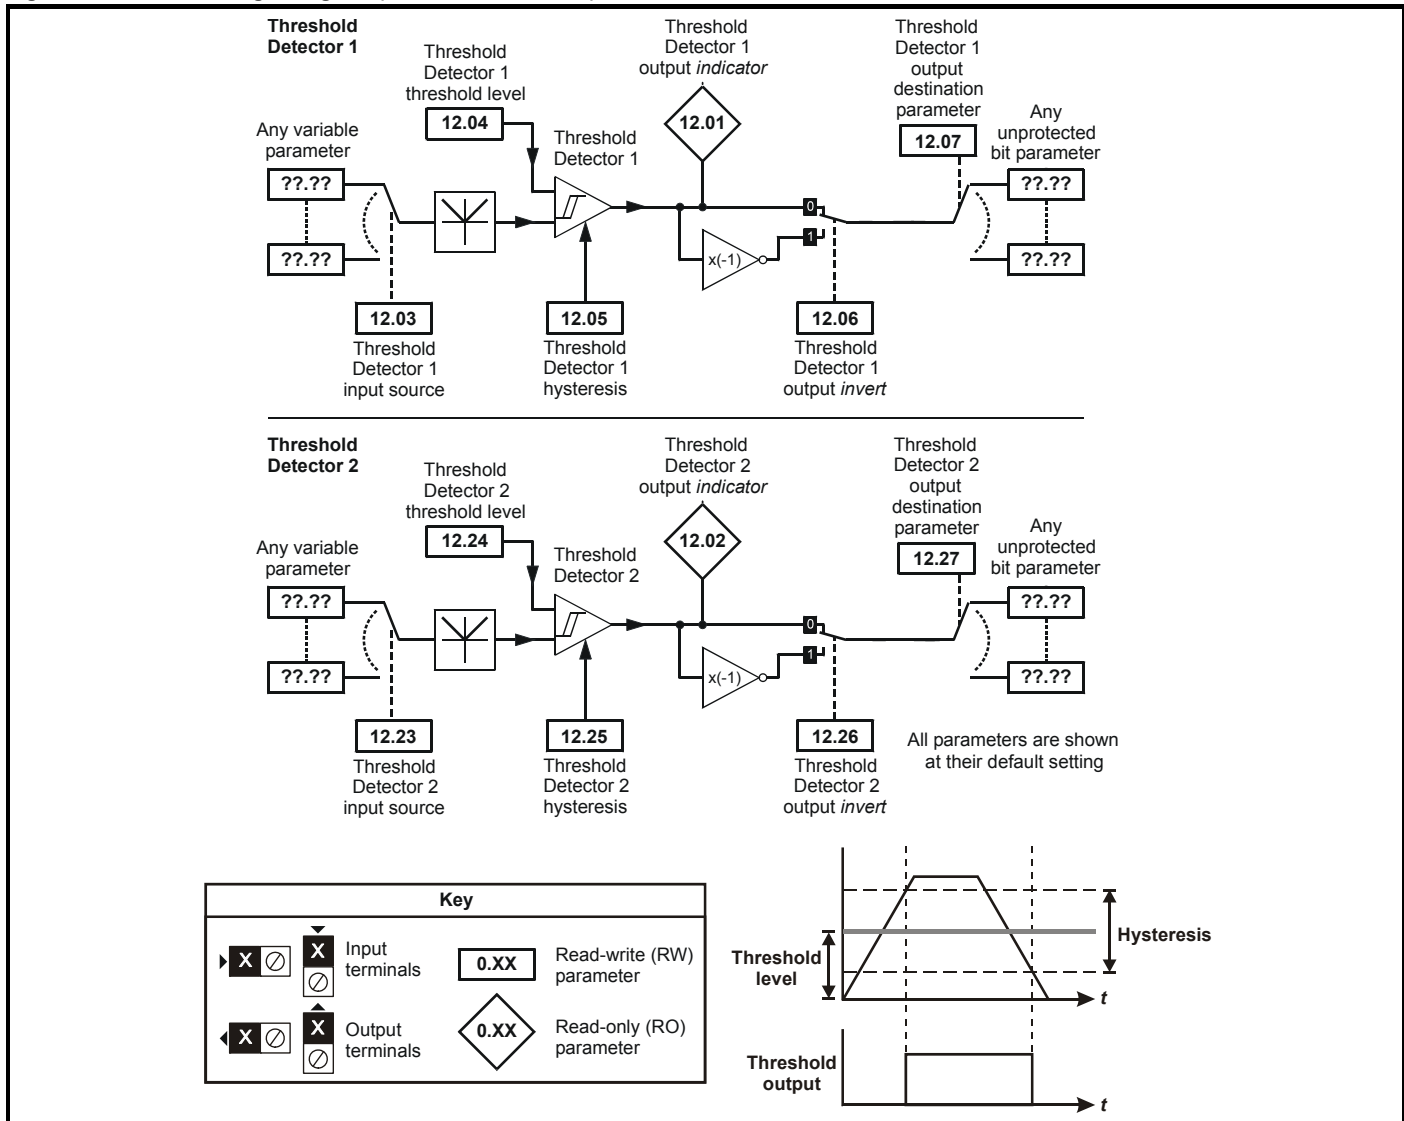 Threshold
Detector 1
Threshold
Detector 1
threshold level
12.04
Threshold
Detector 1
output indicator
12.01
Threshold
Detector 1
output
destination
parameter
12.07
Any variable
parameter
??.??
??.??
Threshold
Detector 1
Any
unprotected
bit parameter
??.??
??.??
0
1
x(-1)
12.03
Threshold
Detector 1
input source
12.05
Threshold
Detector 1
hysteresis
12.06
Threshold
Detector 1
output invert
Threshold
Detector 2
Threshold
Detector 2
threshold level
12.24
Threshold
Detector 2
output indicator
12.02
Threshold
Detector 2
output
destination
parameter
12.27
Any variable
parameter
??.??
??.??
Threshold
Detector 2
Any
unprotected
bit parameter
??.??
??.??
0
1
x(-1)
12.23
Threshold
Detector 2
input source
12.25
Threshold
Detector 2
hysteresis
12.26
Threshold
Detector 2
output invert
All parameters are shown
at their default setting
Key
X
X
Input
terminals
0.XX
Read-write (RW)
parameter
X
X
Output
terminals
0.XX
Read-only (RO)
parameter
Threshold
level
Hysteresis
t
Threshold
output
t